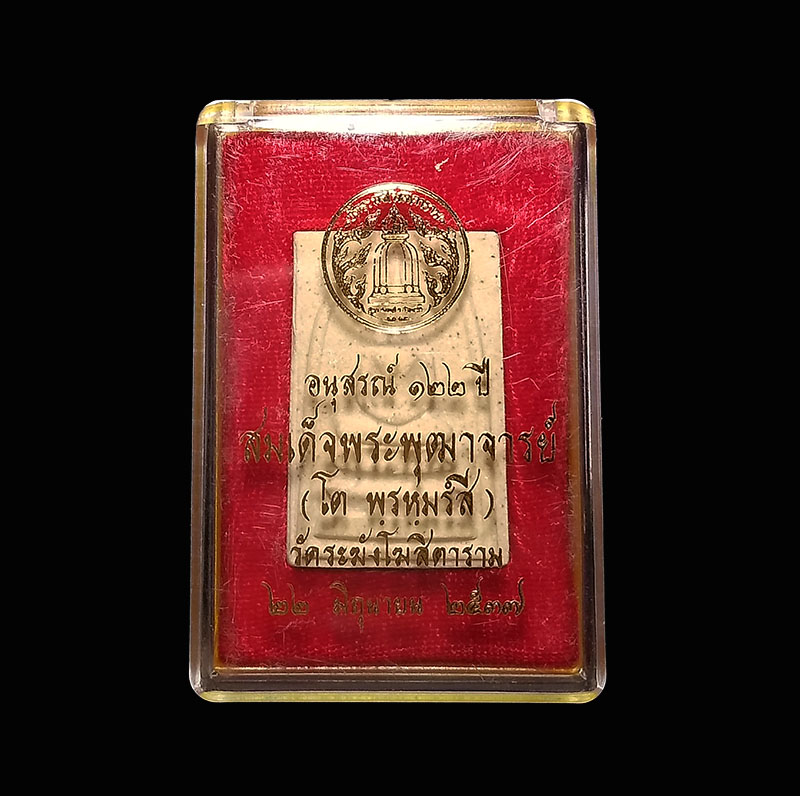 อนุสรณ์ ๑๒๒ ปี
สมเด็จพระพุฒาจารย์
(โต พฺรหฺมรํสี)
วัดระฆังโฆสิตาราม
๒๒ มิถุนายน ๒๕๓๗